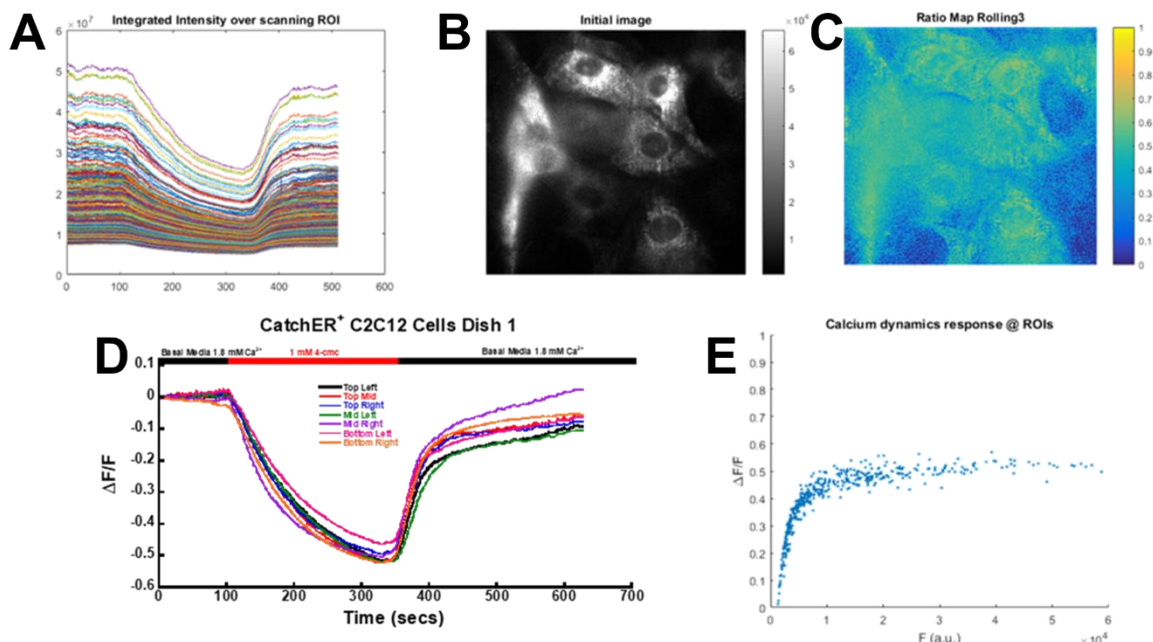 A
Integrated Intensity over scanning ROI
×10⁷
6
5
4
3
2
1
0
0 100 200 300 400 500 600
B
Initial image
×10⁴
6
5
4
3
2
1
C
Ratio Map Rolling3
1
0.9
0.8
0.7
0.6
0.5
0.4
0.3
0.2
0.1
0
D
CatchER⁺ C2C12 Cells Dish 1
Basal Media 1.8 mM Ca²⁺ 1 mM 4-cmc Basal Media 1.8 mM Ca²⁺
Top Left
Top Mid
Top Right
Mid Left
Mid Right
Bottom Left
Bottom Right
ΔF/F
0.1
0
-0.1
-0.2
-0.3
-0.4
-0.5
-0.6
0 100 200 300 400 500 600 700
Time (secs)
E
Calcium dynamics response @ ROIs
ΔF/F
1
0.9
0.8
0.7
0.6
0.5
0.4
0.3
0.2
0.1
0
0 1 2 3 4 5 6
F (a.u.)
×10⁴